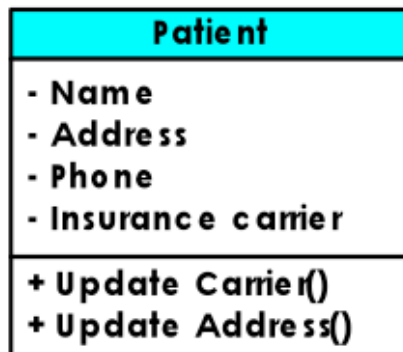 Patient
- Name
- Address
- Phone
- Insurance carrier
+ Update Carrier()
+ Update Address()